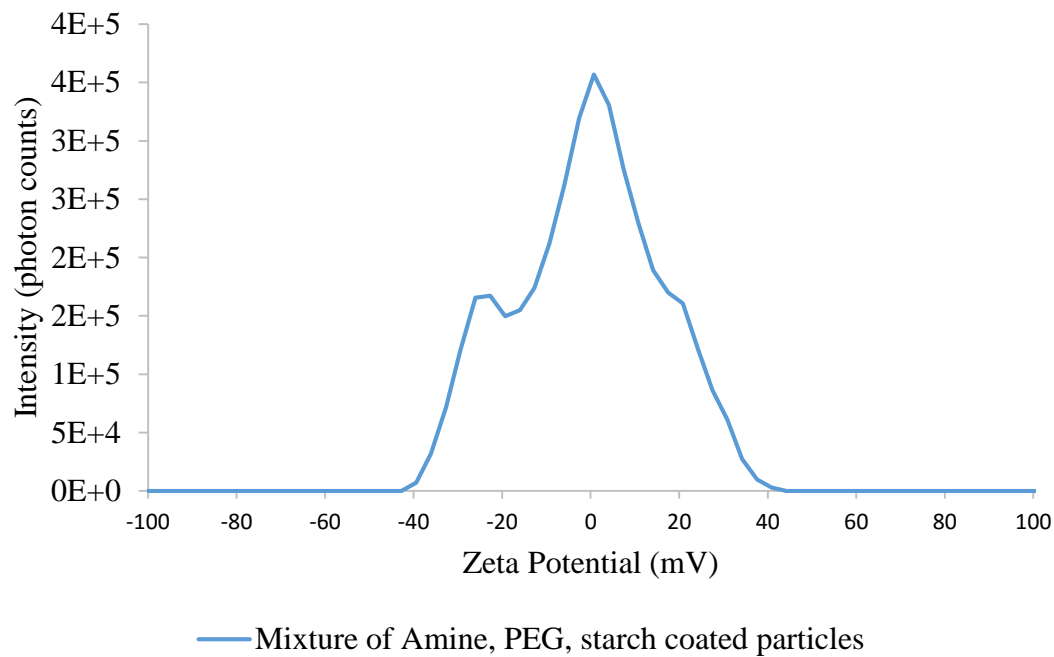 4E+5
4E+5
3E+5
3E+5
2E+5
2E+5
1E+5
5E+4
0E+0
Intensity (photon counts)
-100 -80 -60 -40 -20 0 20 40 60 80 100
Zeta Potential (mV)
Mixture of Amine, PEG, starch coated particles